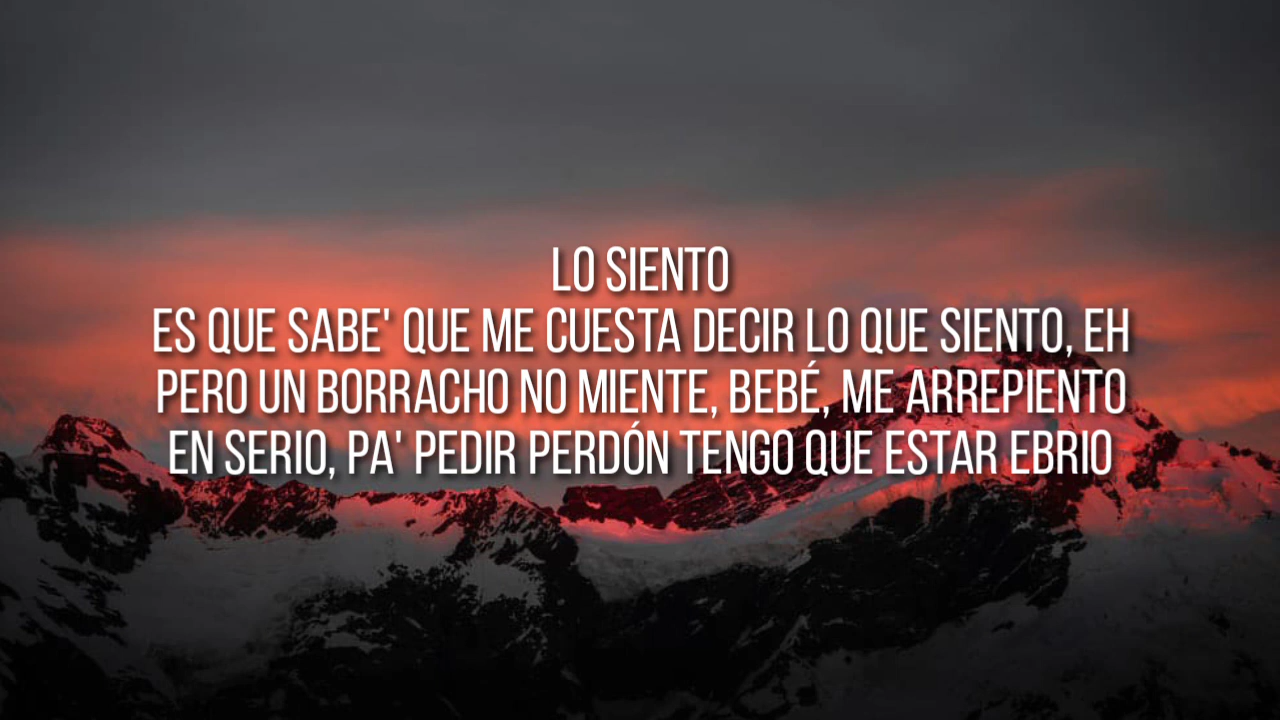 LO SIENTO
ES QUE SABE' QUE ME CUESTA DECIR LO QUE SIENTO, EH
PERO UN BORRACHO NO MIENTE, BEBÉ, ME ARREPIENTO
EN SERIO, PA' PEDIR PERDÓN TENGO QUE ESTAR EBRIO